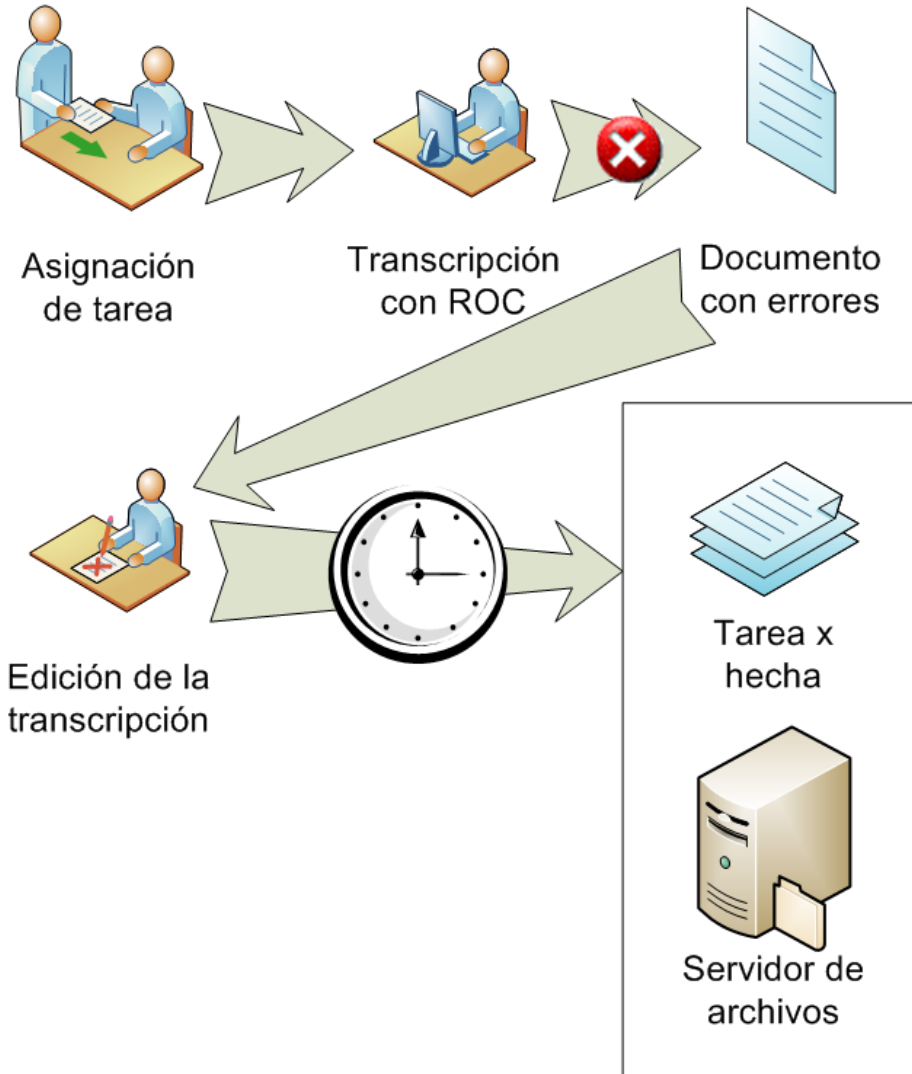 Asignación
de tarea
Transcripción
con ROC
Documento
con errores
Edición de la
transcripción
Tarea x
hecha
Servidor de
archivos